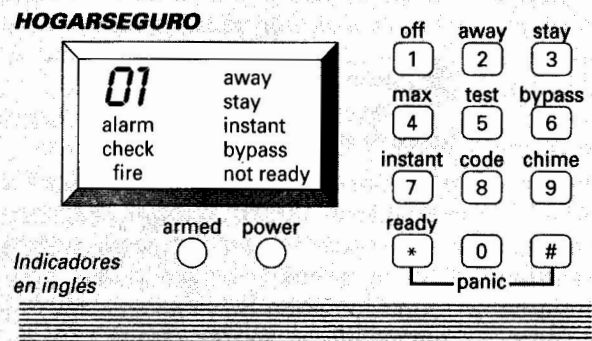 HOGARSEGURO
01
alarm
check
fire
away
stay
instant
bypass
not ready
armed power
Indicadores
en inglés
off away stay
1 2 3
max test bypass
4 5 6
instant code chime
7 8 9
ready
* 0 #
panic